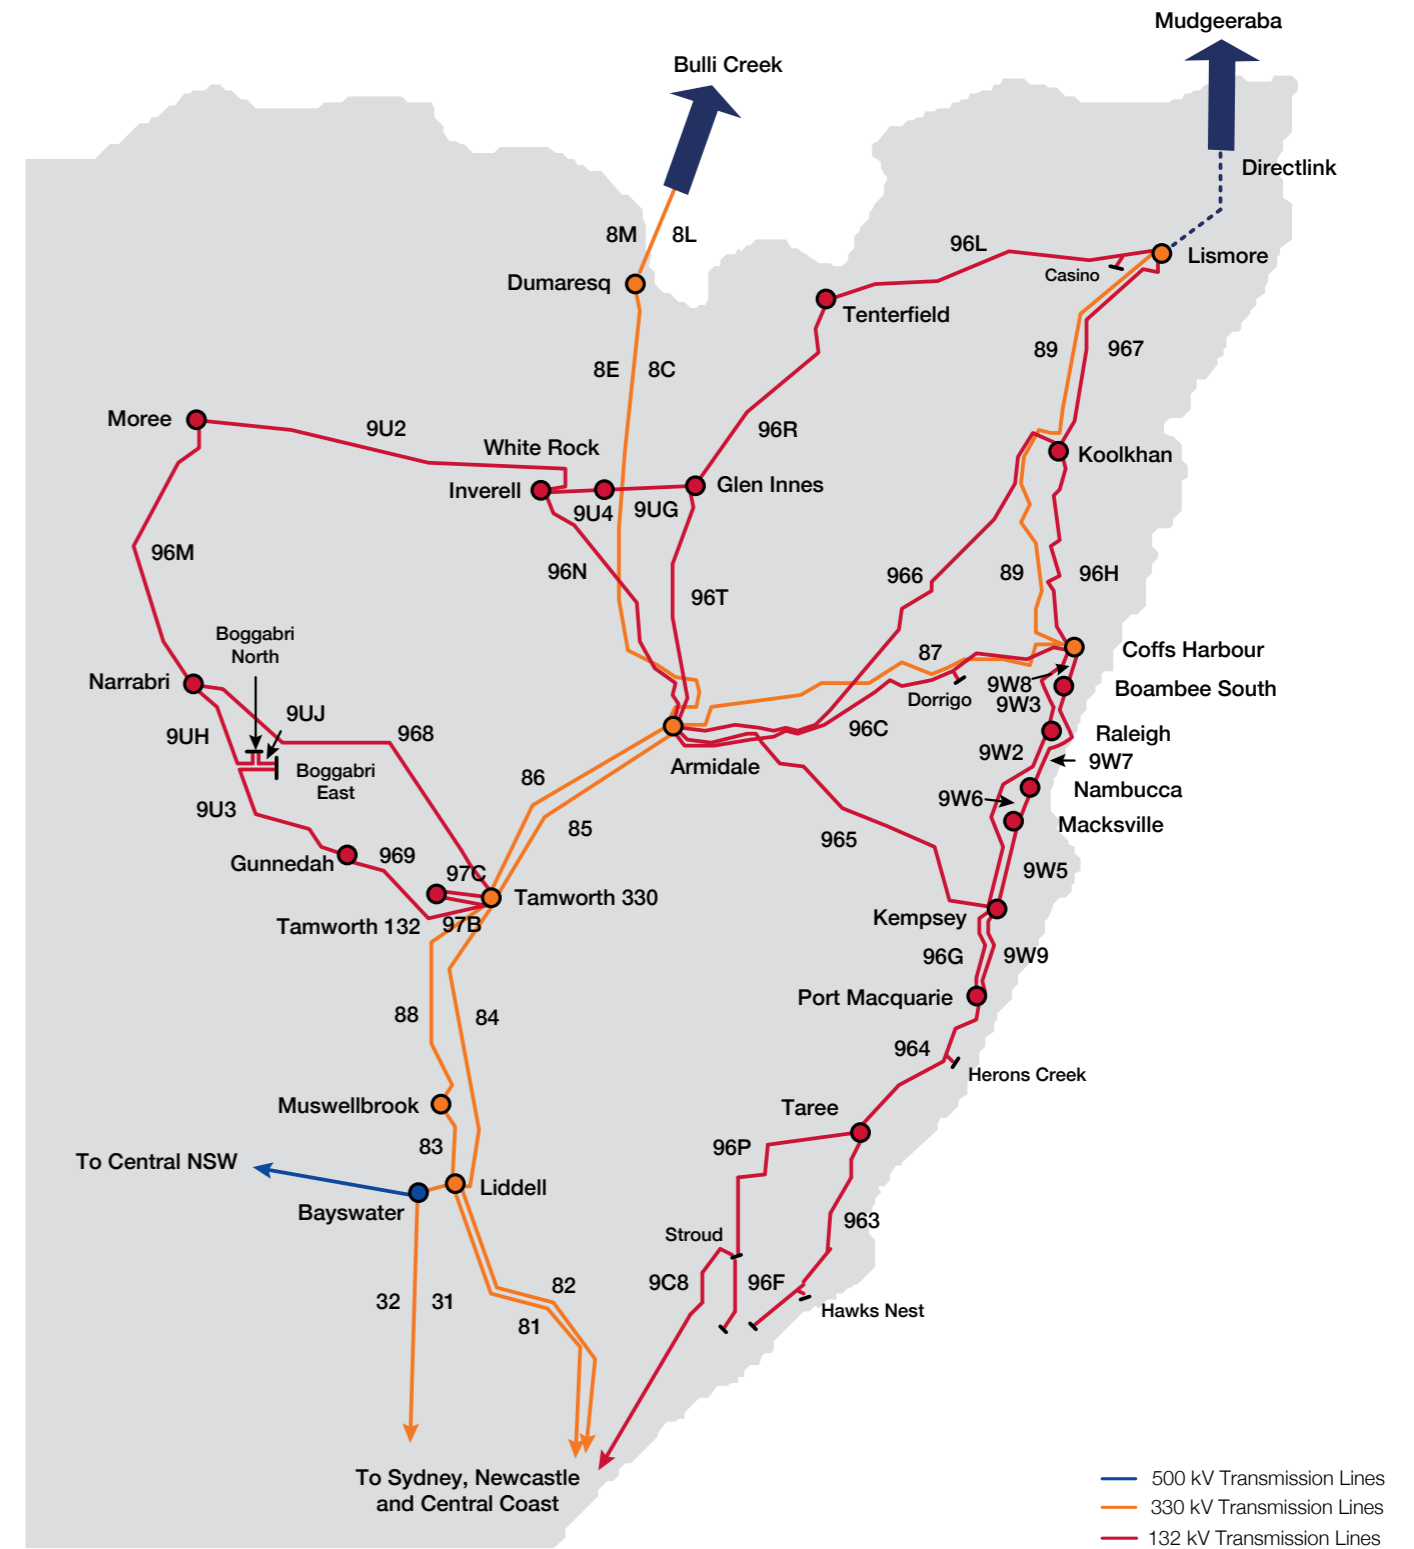 Mudgeeraba
Bulli Creek
Directlink
8M
8L
96L
Lismore
Casino
Dumaresq
Tenterfield
89
967
8E
8C
Moree
9U2
96R
White Rock
Koolkhan
Inverell
Glen Innes
9U4
9UG
96M
96N
966
89
96H
96T
Boggabri
North
87
Coffs Harbour
Narrabri
9W8
Boambee South
Dorrigo
9W3
9UJ
9UH
968
96C
Raleigh
9W2
9W7
Armidale
Boggabri
East
86
Nambucca
9W6
9U3
85
Macksville
965
Gunnedah
969
97C
9W5
Tamworth 330
Kempsey
Tamworth 132
97B
96G
9W9
Port Macquarie
88
84
964
Herons Creek
Muswellbrook
Taree
83
96P
To Central NSW
Liddell
Bayswater
963
Stroud
9C8
96F
82
32
31
Hawks Nest
81
To Sydney, Newcastle
and Central Coast
500 kV Transmission Lines
330 kV Transmission Lines
132 kV Transmission Lines